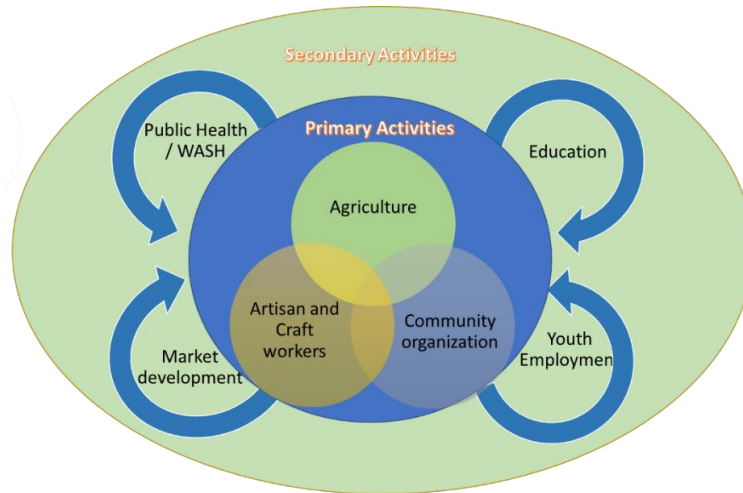 Secondary Activities
Public Health
/ WASH
Primary Activities
Education
Agriculture
Artisan and
Craft
workers
Community
organization
Market
development
Youth
Employmen